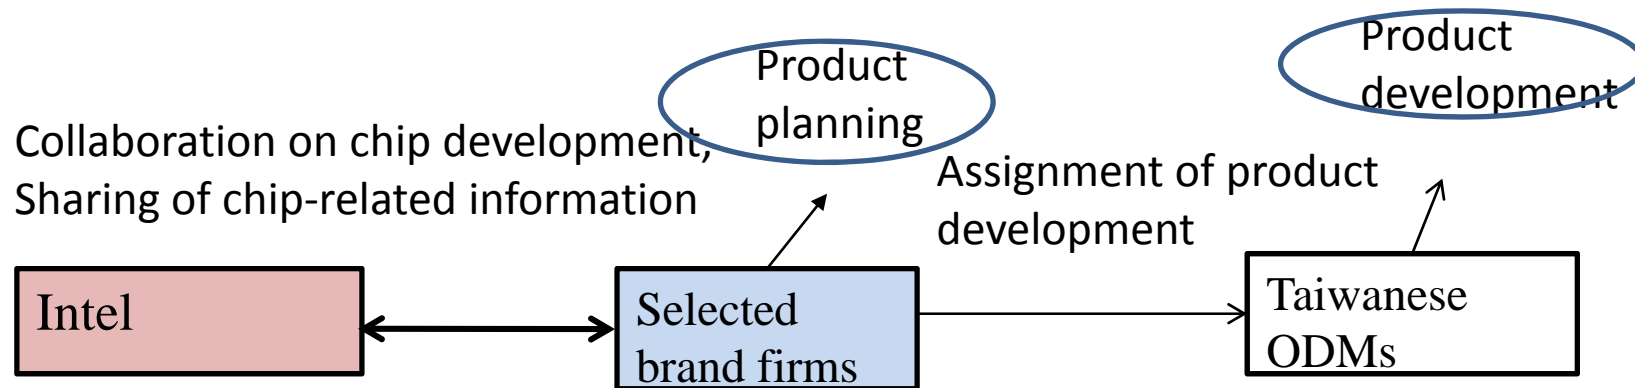 Product
planning
Product
development
Collaboration on chip development,
Sharing of chip-related information
Assignment of product
development
Intel
Selected
brand firms
Taiwanese
ODMs